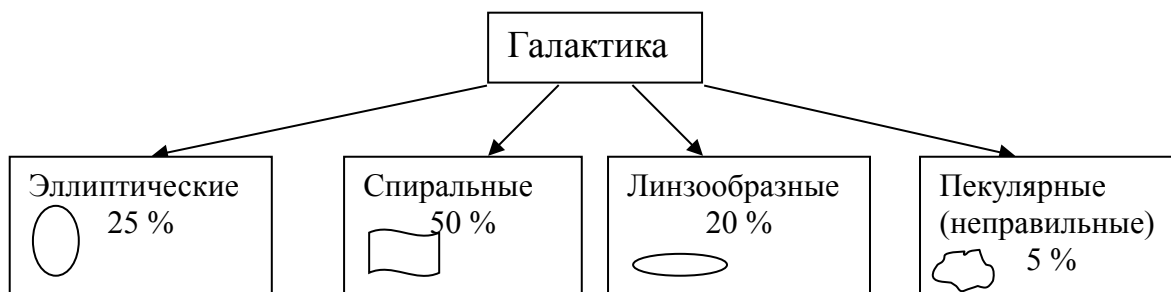 Галактика
Эллиптические
25 %
Спиральные
50 %
Линзообразные
20 %
Пекулярные
(неправильные)
5 %